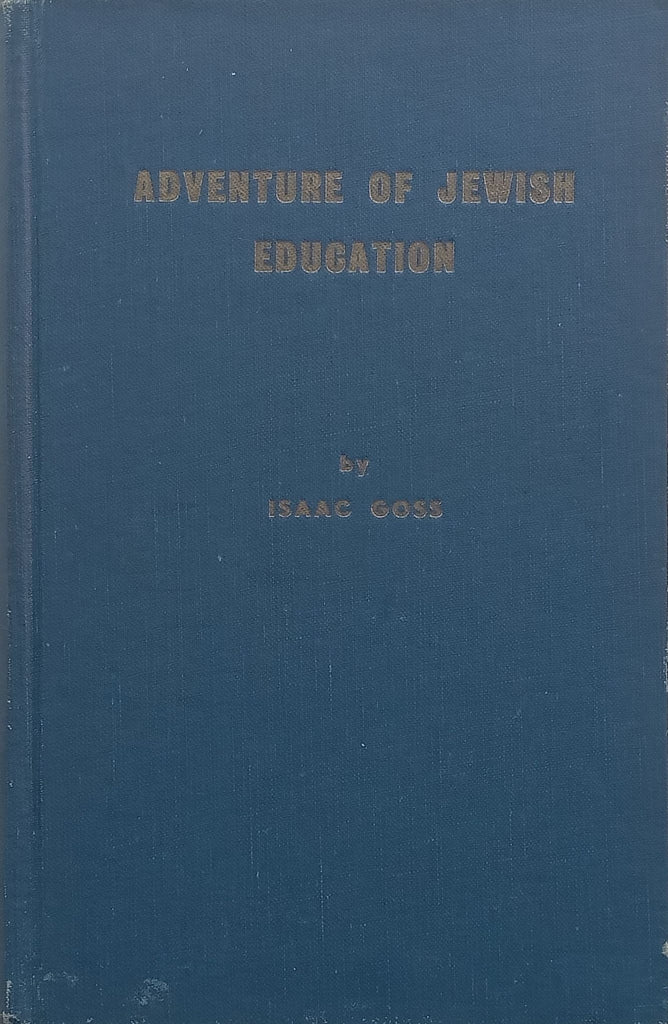 ADVENTURE OF JEWISH
EDUCATION
by
ISAAC GOSS